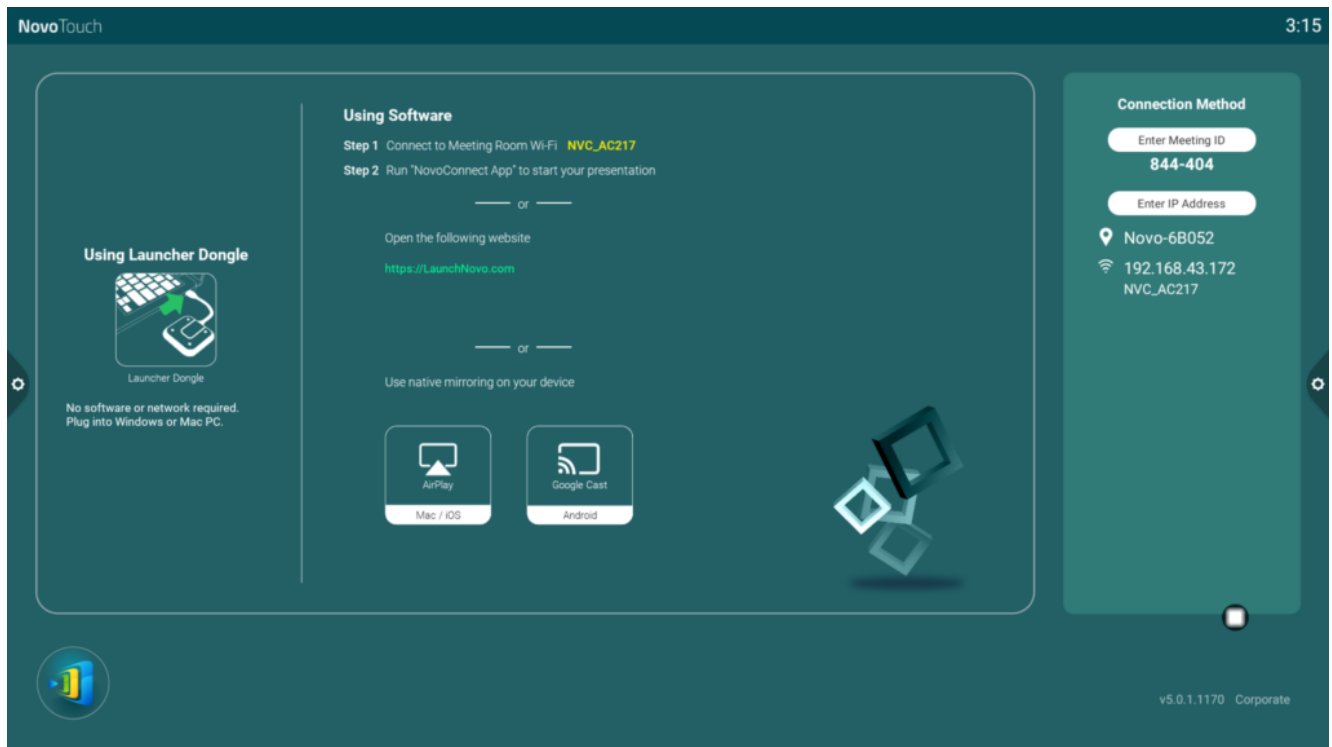 NovoTouch
3:15
Using Launcher Dongle
Launcher Dongle
No software or network required.
Plug into Windows or Mac PC.
Using Software
Step 1 Connect to Meeting Room Wi-Fi NVC_AC217
Step 2 Run "NovoConnect App" to start your presentation
or
Open the following website
https://LaunchNovo.com
or
Use native mirroring on your device
AirPlay
Mac / iOS
Google Cast
Android
Connection Method
Enter Meeting ID
844-404
Enter IP Address
Novo-6B052
192.168.43.172
NVC_AC217
v5.0.1.1170 Corporate